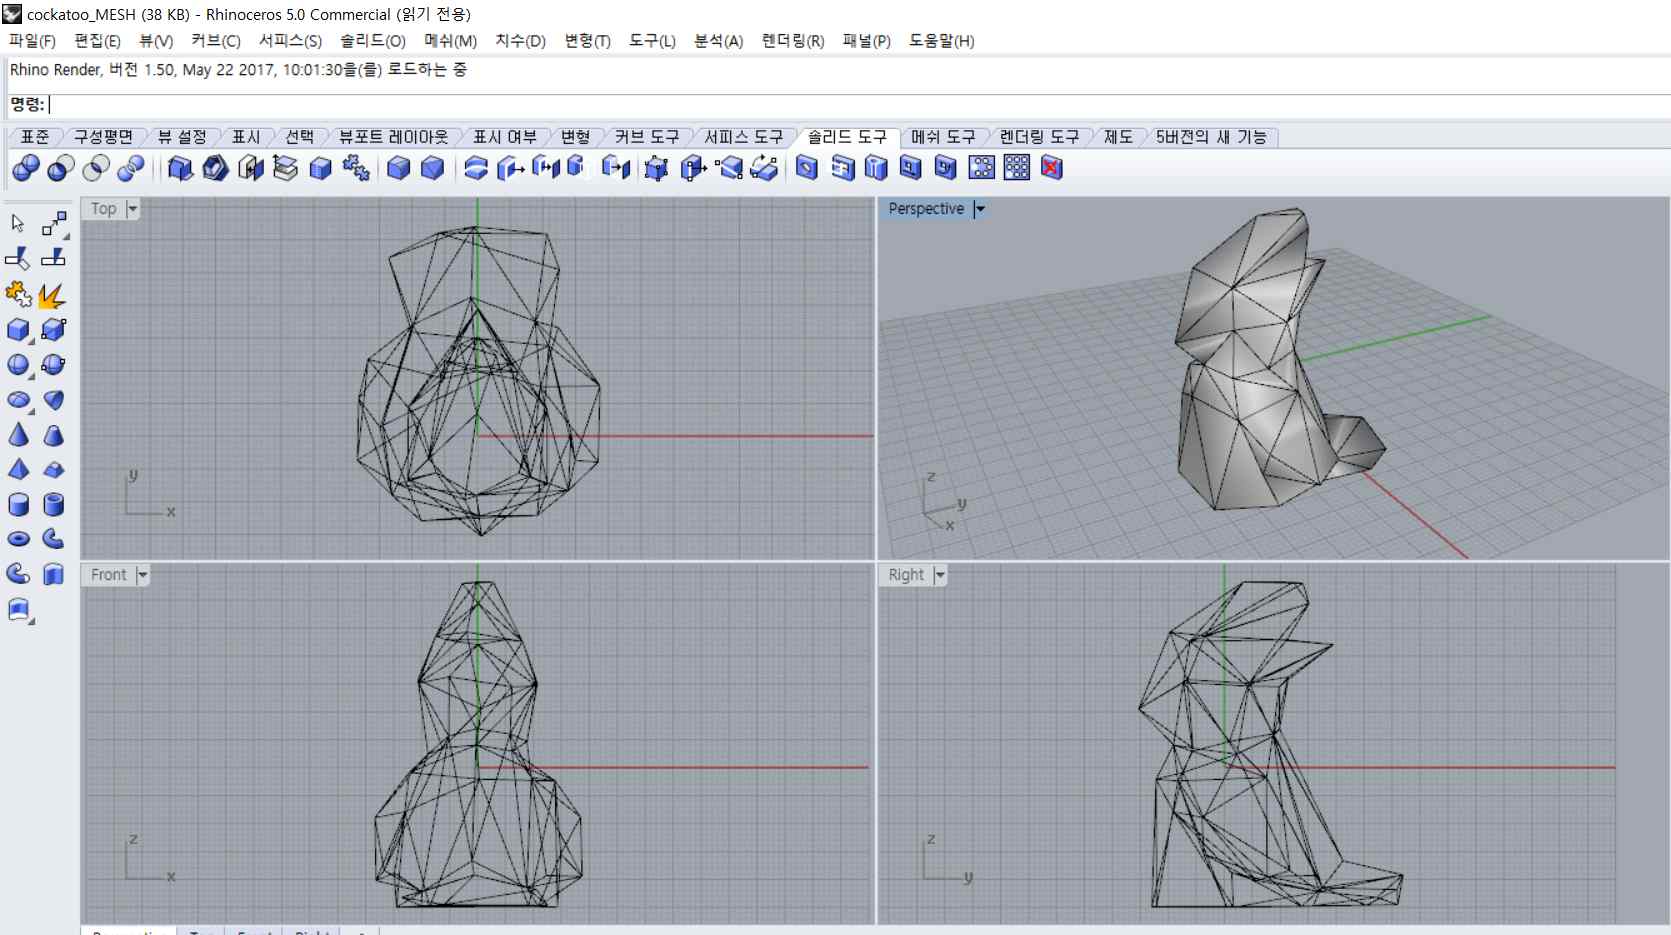 cockatoo_MESH (38 KB) - Rhinoceros 5.0 Commercial (읽기 전용)
파일(F) 편집(E) 뷰(V) 커브(C) 서피스(S) 솔리드(O) 메쉬(M) 치수(D) 변형(T) 도구(L) 분석(A) 렌더링(R) 패널(P) 도움말(H)
Rhino Render, 버전 1.50, May 22 2017, 10:01:30을(를) 로드하는 중
명령:
표준 구성평면 뷰 설정 표시 선택 뷰포트 레이아웃 표시 여부 변형 커브 도구 서피스 도구 솔리드 도구 메쉬 도구 렌더링 도구 제도 5버전의 새 기능
Top
y
x
Perspective
z
y
x
Front
z
x
Right
z
y
Perspective Top Front Right